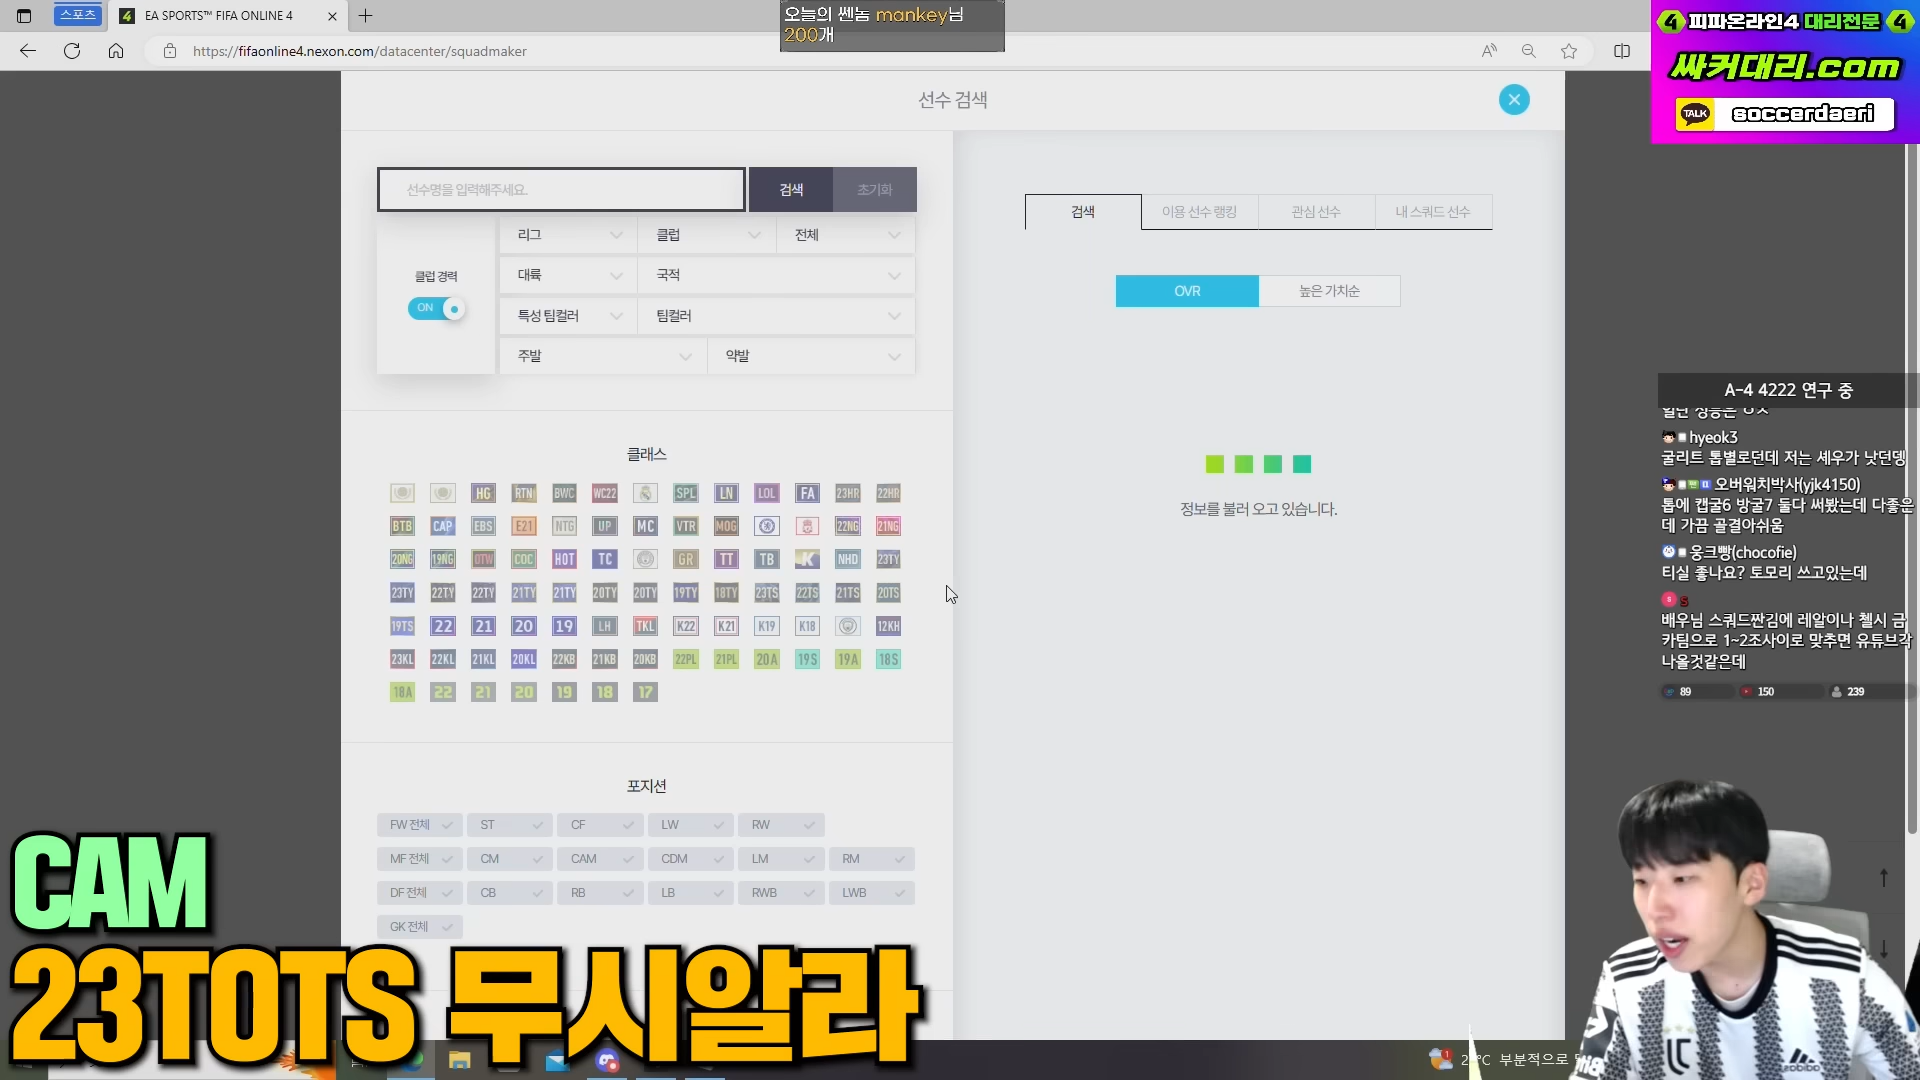 스포츠
EA SPORTS™ FIFA ONLINE 4
https://fifaonline4.nexon.com/datacenter/squadmaker
오늘의 쎈놈 mankey님
200개
피파온라인4 대리전문
싸커대리.com
TALK soccerdaeri
선수 검색
선수명을 입력해주세요.
검색
초기화
클럽 경력
ON
리그
클럽
전체
대륙
국적
특성 팀컬러
팀컬러
주발
약발
검색
이용 선수 랭킹
관심 선수
내 스쿼드 선수
OVR
높은 가치순
정보를 불러 오고 있습니다.
클래스
HG RTN BWC WC22 SPL LN LOL FA 23HR 22HR
BTB CAP EBS E21 NTG UP MC VTR MOG 22NG 21NG
20NG 19NG OTW COC HOT TC GR TT TB K NHD 23TY
23TY 22TY 22TY 21TY 21TY 20TY 20TY 19TY 18TY 23TS 22TS 21TS 20TS
19TS 22 21 20 19 LH TKL K22 K21 K19 K18 12KH
23KL 22KL 21KL 20KL 22KB 21KB 20KB 22PL 21PL 20A 19S 19A 18S
18A 22 21 20 19 18 17
포지션
FW 전체 ST CF LW RW
MF 전체 CM CAM CDM LM RM
DF 전체 CB RB LB RWB LWB
GK 전체
A-4 4222 연구 중
hyeok3
굴리트 톱별로던데 저는 셰우가 낫던뎅
오버워치박사(yjk4150)
톱에 캡굴6 방굴7 둘다 써봤는데 다좋은
데 가끔 골결아쉬움
웅크빵(chocofie)
티실 좋나요? 토모리 쓰고있는데
s
배우님 스쿼드짠김에 레알이나 첼시 금
카팀으로 1~2조사이로 맞추면 유튜브각
나올것같은데
89 150 239
CAM
23TOTS 무시알라
부분적으로